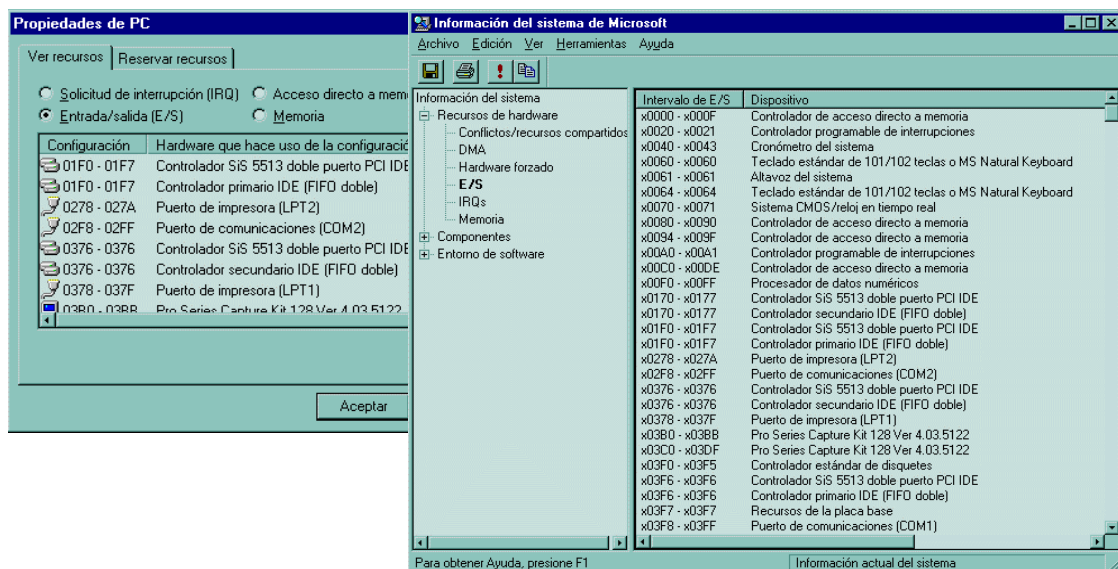 Propiedades de PC
Ver recursos
Reservar recursos
Solicitud de interrupción (IRQ)
Acceso directo a mem
Entrada/salida (E/S)
Memoria
Configuración Hardware que hace uso de la configuraci
01F0 - 01F7 Controlador SiS 5513 doble puerto PCI IDE
01F0 - 01F7 Controlador primario IDE (FIFO doble)
0278 - 027A Puerto de impresora (LPT2)
02F8 - 02FF Puerto de comunicaciones (COM2)
0376 - 0376 Controlador SiS 5513 doble puerto PCI IDE
0376 - 0376 Controlador secundario IDE (FIFO doble)
0378 - 037F Puerto de impresora (LPT1)
03B0 - 03BB Pro Series Capture Kit 128 Ver 4.03.5122
Aceptar
Información del sistema de Microsoft
Archivo Edición Ver Herramientas Ayuda
Información del sistema
Recursos de hardware
Conflictos/recursos compartidos
DMA
Hardware forzado
E/S
IRQs
Memoria
Componentes
Entorno de software
Intervalo de E/S Dispositivo
x0000 - x000F Controlador de acceso directo a memoria
x0020 - x0021 Controlador programable de interrupciones
x0040 - x0043 Cronómetro del sistema
x0060 - x0060 Teclado estándar de 101/102 teclas o MS Natural Keyboard
x0061 - x0061 Altavoz del sistema
x0064 - x0064 Teclado estándar de 101/102 teclas o MS Natural Keyboard
x0070 - x0071 Sistema CMOS/reloj en tiempo real
x0080 - x0090 Controlador de acceso directo a memoria
x0094 - x009F Controlador de acceso directo a memoria
x00A0 - x00A1 Controlador programable de interrupciones
x00C0 - x00DE Controlador de acceso directo a memoria
x00F0 - x00FF Procesador de datos numéricos
x0170 - x0177 Controlador SiS 5513 doble puerto PCI IDE
x0170 - x0177 Controlador secundario IDE (FIFO doble)
x01F0 - x01F7 Controlador SiS 5513 doble puerto PCI IDE
x01F0 - x01F7 Controlador primario IDE (FIFO doble)
x0278 - x027A Puerto de impresora (LPT2)
x02F8 - x02FF Puerto de comunicaciones (COM2)
x0376 - x0376 Controlador SiS 5513 doble puerto PCI IDE
x0376 - x0376 Controlador secundario IDE (FIFO doble)
x0378 - x037F Puerto de impresora (LPT1)
x03B0 - x03BB Pro Series Capture Kit 128 Ver 4.03.5122
x03C0 - x03DF Pro Series Capture Kit 128 Ver 4.03.5122
x03F0 - x03F5 Controlador estándar de disquetes
x03F6 - x03F6 Controlador SiS 5513 doble puerto PCI IDE
x03F6 - x03F6 Controlador primario IDE (FIFO doble)
x03F7 - x03F7 Recursos de la placa base
x03F8 - x03FF Puerto de comunicaciones (COM1)
Para obtener Ayuda, presione F1
Información actual del sistema